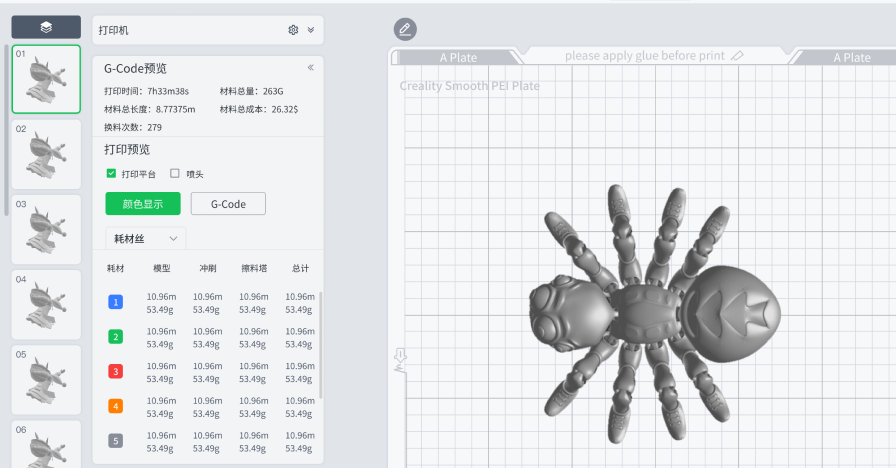 打印机
G-Code预览
打印时间：7h33m38s 材料总量：263G
材料总长度：8.77375m 材料总成本：26.32$
换料次数：279
打印预览
打印平台 喷头
颜色显示 G-Code
耗材丝
耗材 模型 冲刷 擦料塔 总计
1 10.96m 10.96m 10.96m 10.96m
53.49g 53.49g 53.49g 53.49g
2 10.96m 10.96m 10.96m 10.96m
53.49g 53.49g 53.49g 53.49g
3 10.96m 10.96m 10.96m 10.96m
53.49g 53.49g 53.49g 53.49g
4 10.96m 10.96m 10.96m 10.96m
53.49g 53.49g 53.49g 53.49g
5 10.96m 10.96m 10.96m 10.96m
53.49g 53.49g 53.49g 53.49g
01
02
03
04
05
06
A Plate please apply glue before print A Plate
Creality Smooth PEI Plate